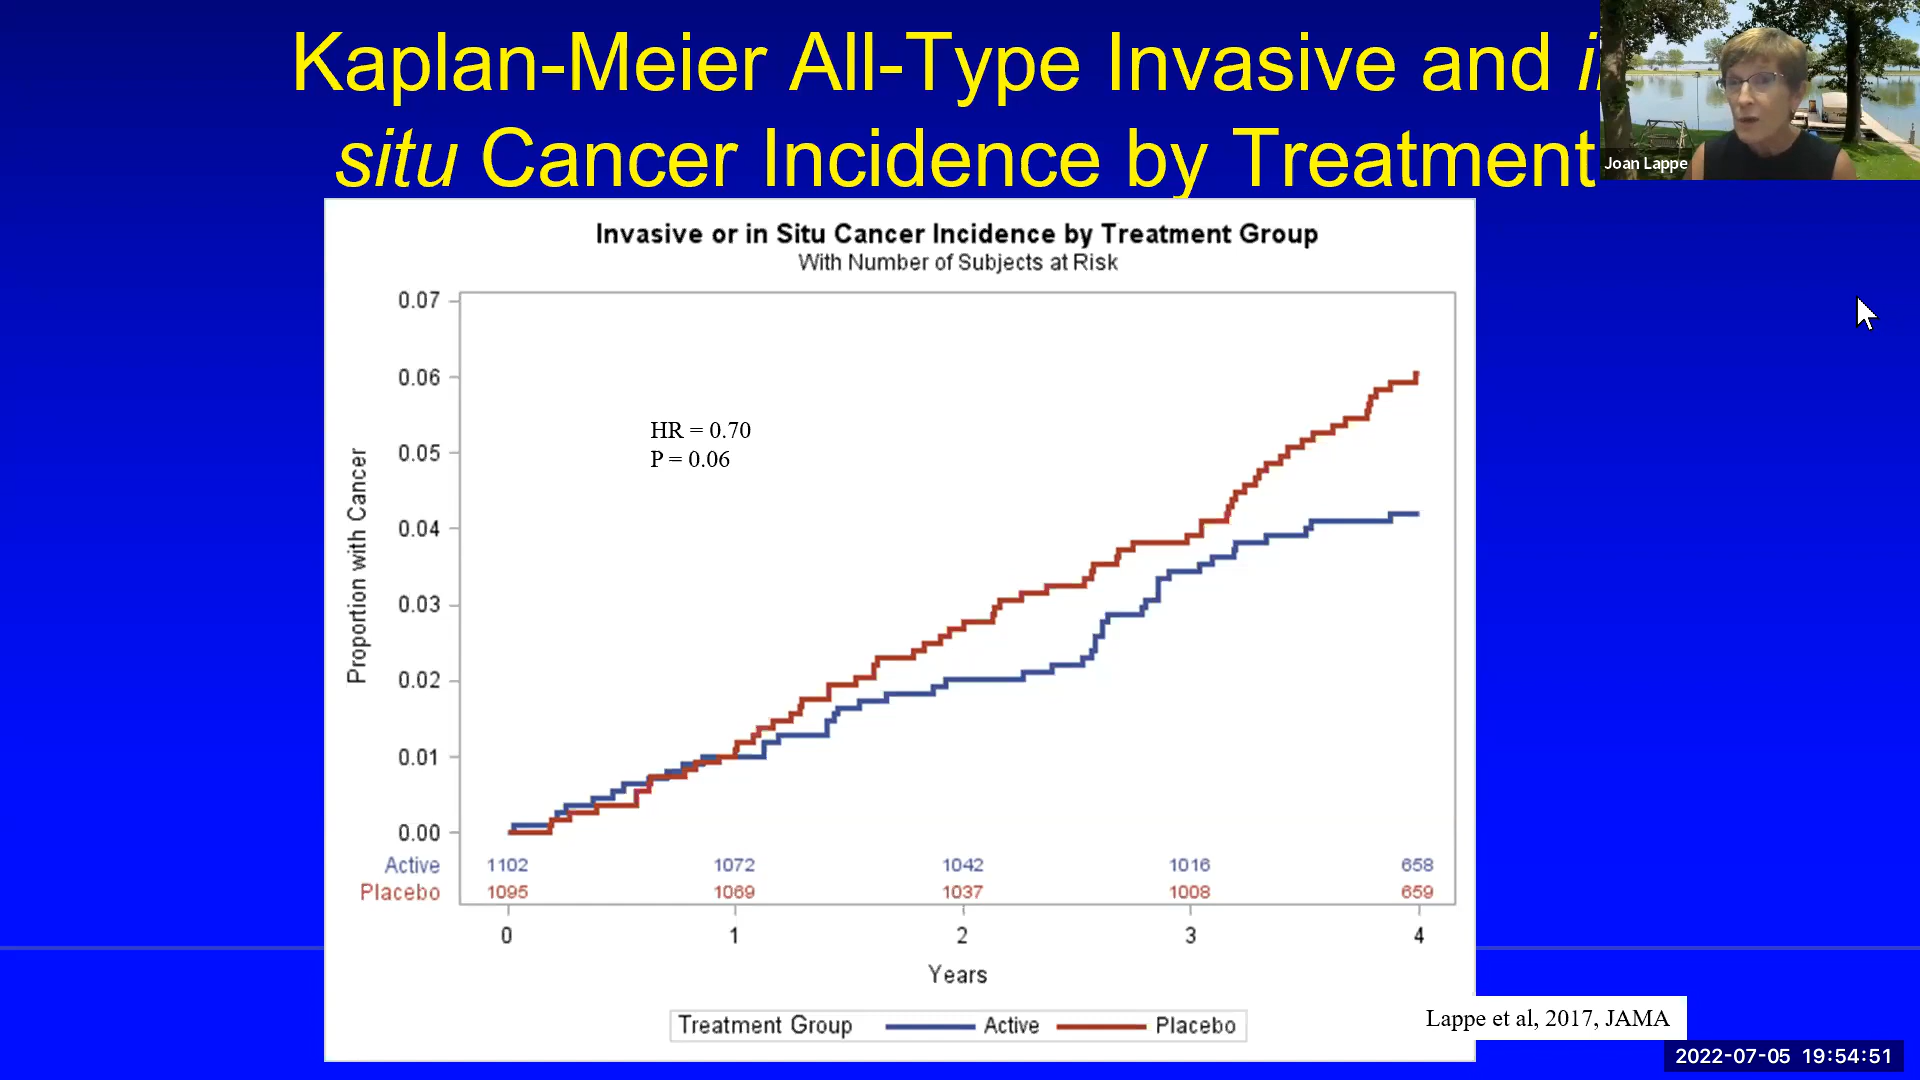 Kaplan-Meier All-Type Invasive and
situ Cancer Incidence by Treatment
Joan Lappe
Invasive or in Situ Cancer Incidence by Treatment Group
With Number of Subjects at Risk
0.07
0.06
HR = 0.70
P = 0.06
0.05
0.04
0.03
0.02
0.01
0.00
Proportion with Cancer
Active 1102 1072 1042 1016 658
Placebo 1095 1069 1037 1008 659
0 1 2 3 4
Years
Treatment Group Active Placebo
Lappe et al, 2017, JAMA
2022-07-05 19:54:51